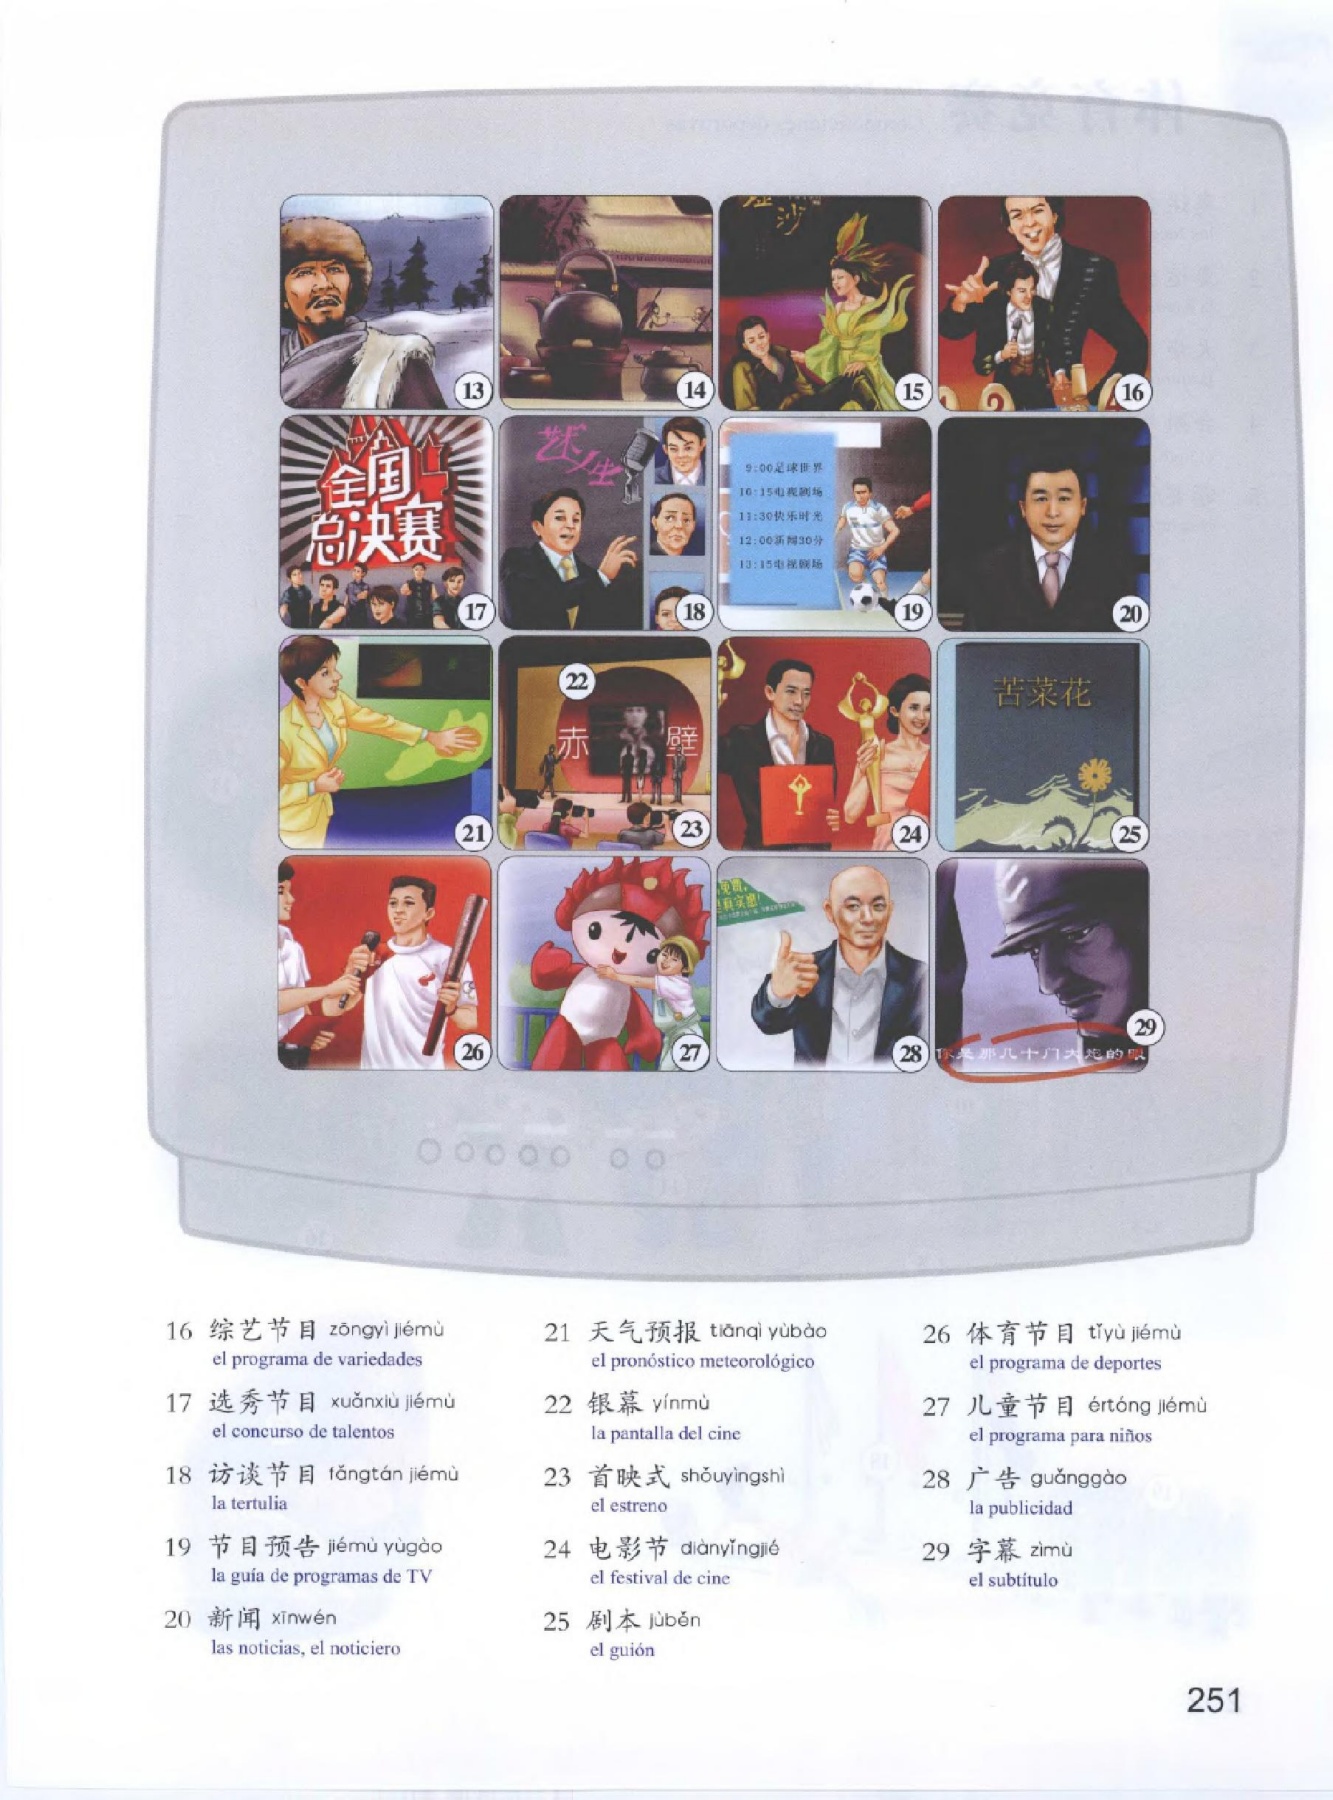 13
14
15
沙
16
全国
总决赛
17
艺术人生
18
9:00足球世界
10:15电视剧场
11:30快乐时光
12:00新闻30分
13:15电视剧场
19
20
21
22
赤壁
23
24
苦菜花
25
26
27
免费,
真实惠!
28
29
你是那几十门大炮的眼
16 综艺节目 zōngyì jiémù
el programa de variedades
17 选秀节目 xuǎnxiù jiémù
el concurso de talentos
18 访谈节目 fǎngtán jiémù
la tertulia
19 节目预告 jiémù yùgào
la guía de programas de TV
20 新闻 xīnwén
las noticias, el noticiero
21 天气预报 tiānqì yùbào
el pronóstico meteorológico
22 银幕 yínmù
la pantalla del cine
23 首映式 shǒuyìngshì
el estreno
24 电影节 diànyǐngjié
el festival de cine
25 剧本 jùběn
el guión
26 体育节目 tǐyù jiémù
el programa de deportes
27 儿童节目 értóng jiémù
el programa para niños
28 广告 guǎnggào
la publicidad
29 字幕 zìmù
el subtítulo
251